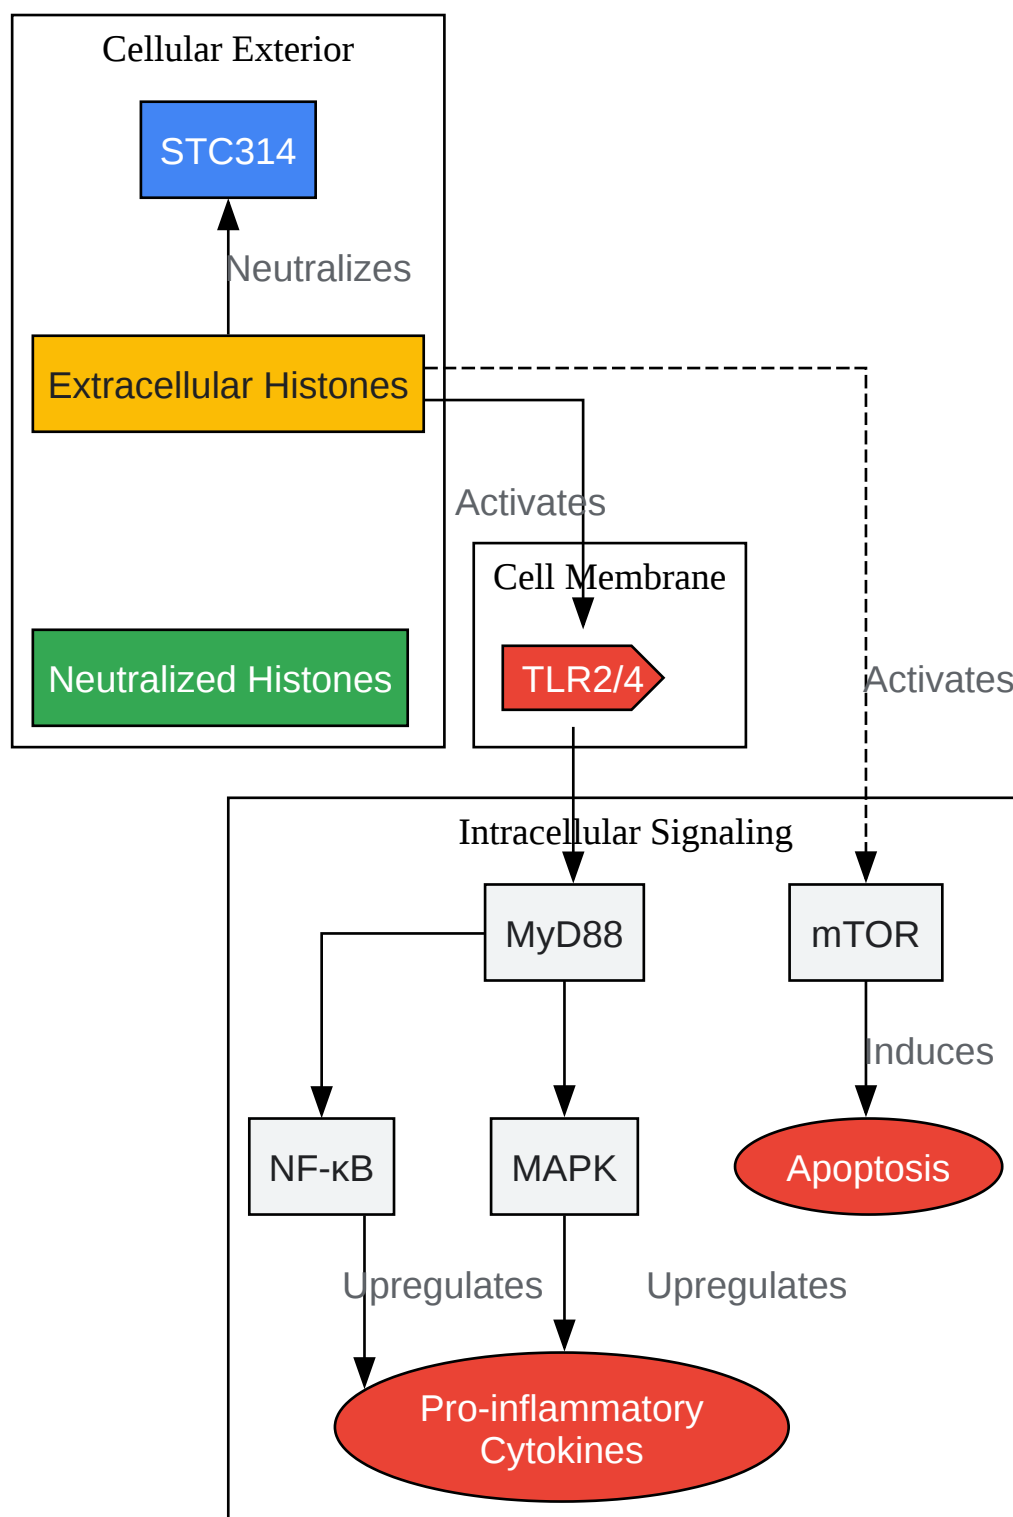 Cellular Exterior
STC314
Neutralizes
Extracellular Histones
Activates
Cell Membrane
Neutralized Histones
TLR2/4
Activates
Intracellular Signaling
MyD88
mTOR
Induces
NF-κB
MAPK
Apoptosis
Upregulates
Upregulates
Pro-inflammatory
Cytokines